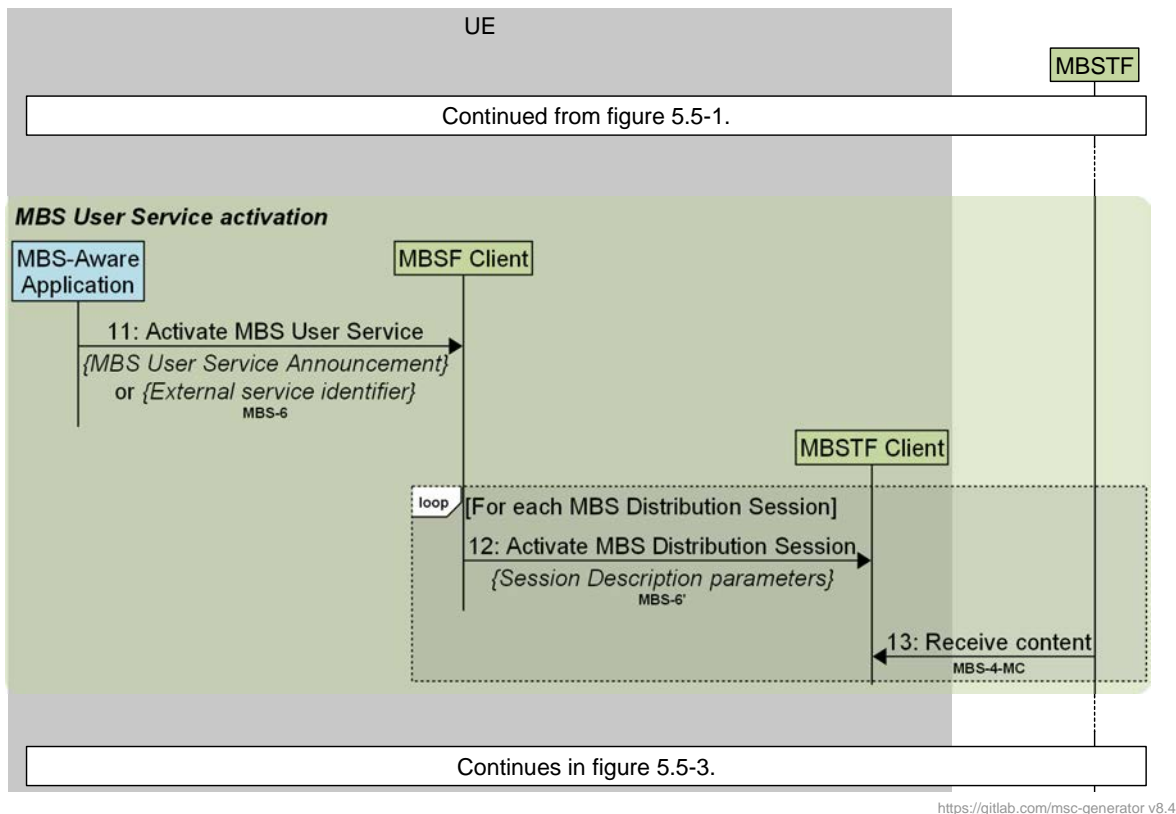 UE
MBSTF
Continued from figure 5.5-1.
MBS User Service activation
MBS-Aware
Application
MBSF Client
11: Activate MBS User Service
{MBS User Service Announcement}
or {External service identifier}
MBS-6
MBSTF Client
loop
[For each MBS Distribution Session]
12: Activate MBS Distribution Session
{Session Description parameters}
MBS-6'
13: Receive content
MBS-4-MC
Continues in figure 5.5-3.
https://gitlab.com/msc-generator v8.4